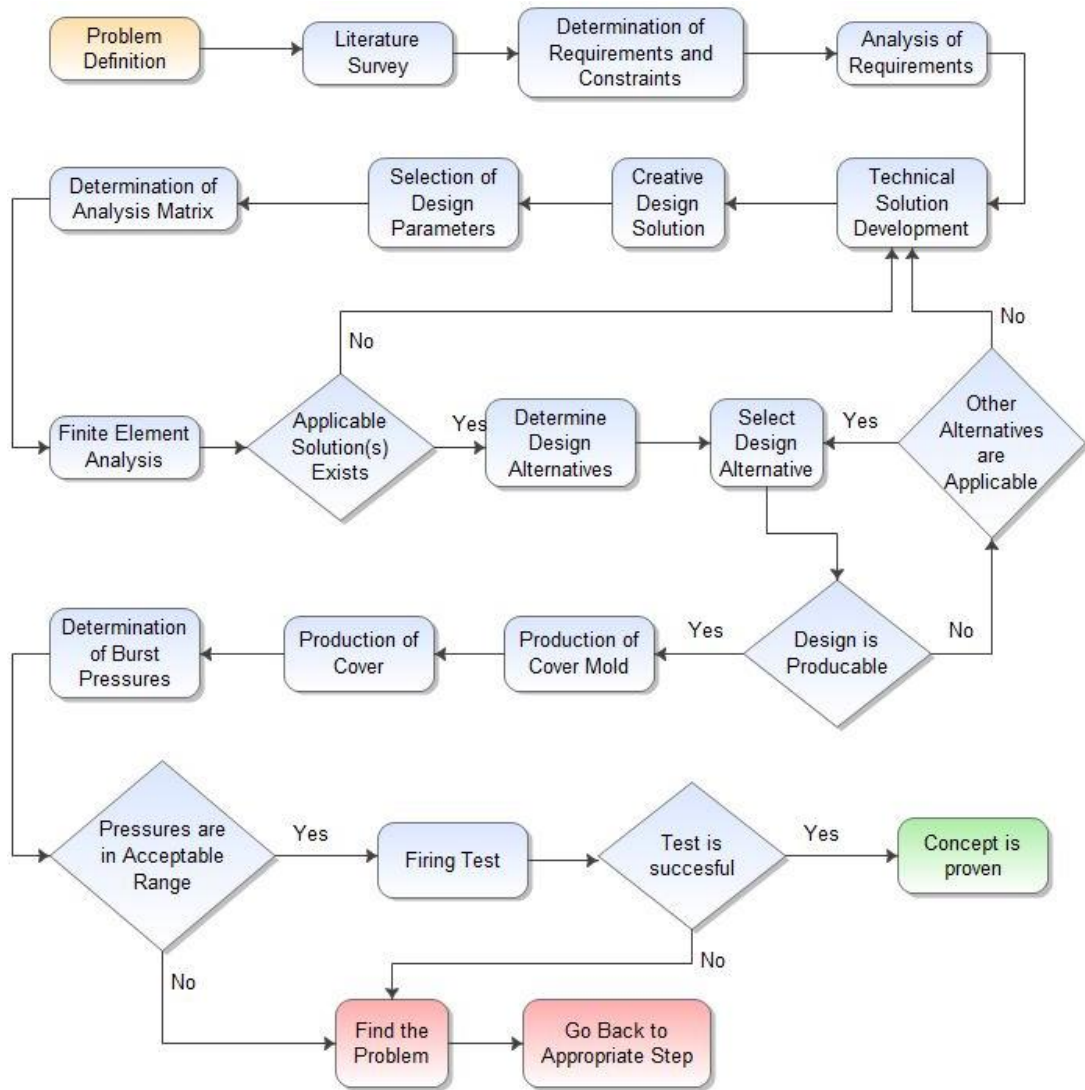 Problem
Definition
Literature
Survey
Determination of
Requirements and
Constraints
Analysis of
Requirements
Determination of
Analysis Matrix
Selection of
Design
Parameters
Creative
Design
Solution
Technical
Solution
Development
No
No
Finite Element
Analysis
Applicable
Solution(s)
Exists
Yes
Determine
Design
Alternatives
Select
Design
Alternative
Yes
Other
Alternatives
are
Applicable
Determination
of Burst
Pressures
Production of
Cover
Production of
Cover Mold
Yes
Design is
Producable
No
Pressures are
in Acceptable
Range
Yes
Firing Test
Test is
succesful
Yes
Concept is
proven
No
No
Find the
Problem
Go Back to
Appropriate Step